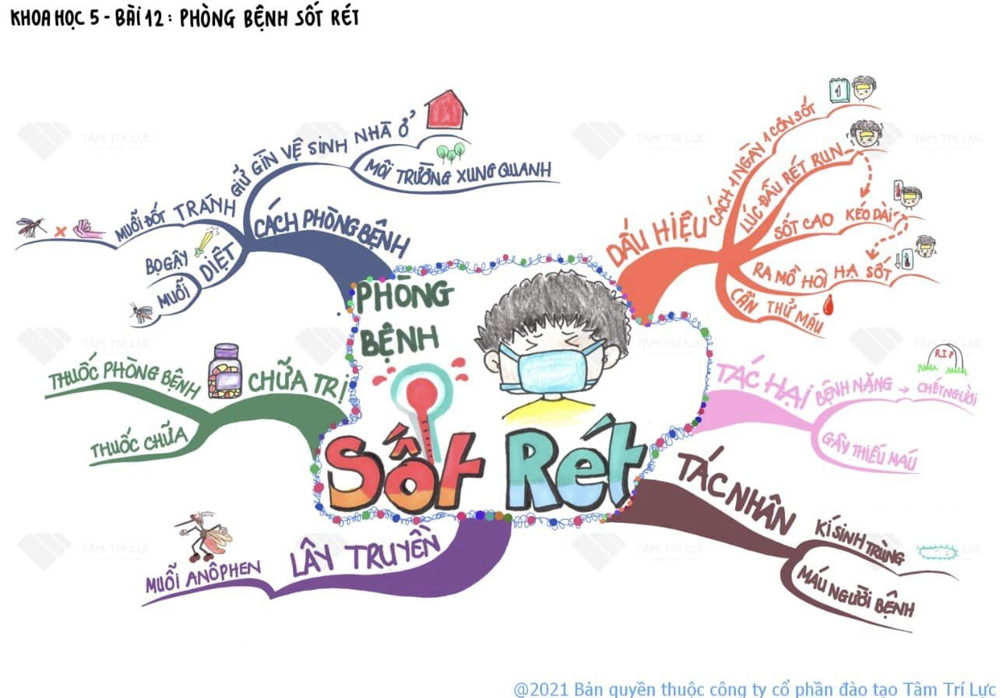 KHOA HỌC 5 - BÀI 12 : PHÒNG BỆNH SỐT RÉT
PHÒNG
BỆNH
Sốt Rét
DẤU HIỆU
CÁCH 1 NGÀY 1 CƠN SỐT
1
LÚC ĐẦU RÉT RUN
SỐT CAO KÉO DÀI
RA MỒ HÔI HẠ SỐT
CẦN THỬ MÁU
TÁC HẠI
BỆNH NẶNG → CHẾT NGƯỜI
R.I.P
GÂY THIẾU MÁU
TÁC NHÂN
KÍ SINH TRÙNG
MÁU NGƯỜI BỆNH
LÂY TRUYỀN
MUỖI ANÔPHEN
CHỮA TRỊ
THUỐC PHÒNG BỆNH
THUỐC CHỮA
CÁCH PHÒNG BỆNH
GIỮ GÌN VỆ SINH NHÀ Ở
MÔI TRƯỜNG XUNG QUANH
TRÁNH
MUỖI ĐỐT
DIỆT
BỌ GẬY
MUỖI
TÂM TRÍ LỰC
@2021 Bản quyền thuộc công ty cổ phần đào tạo Tâm Trí Lực